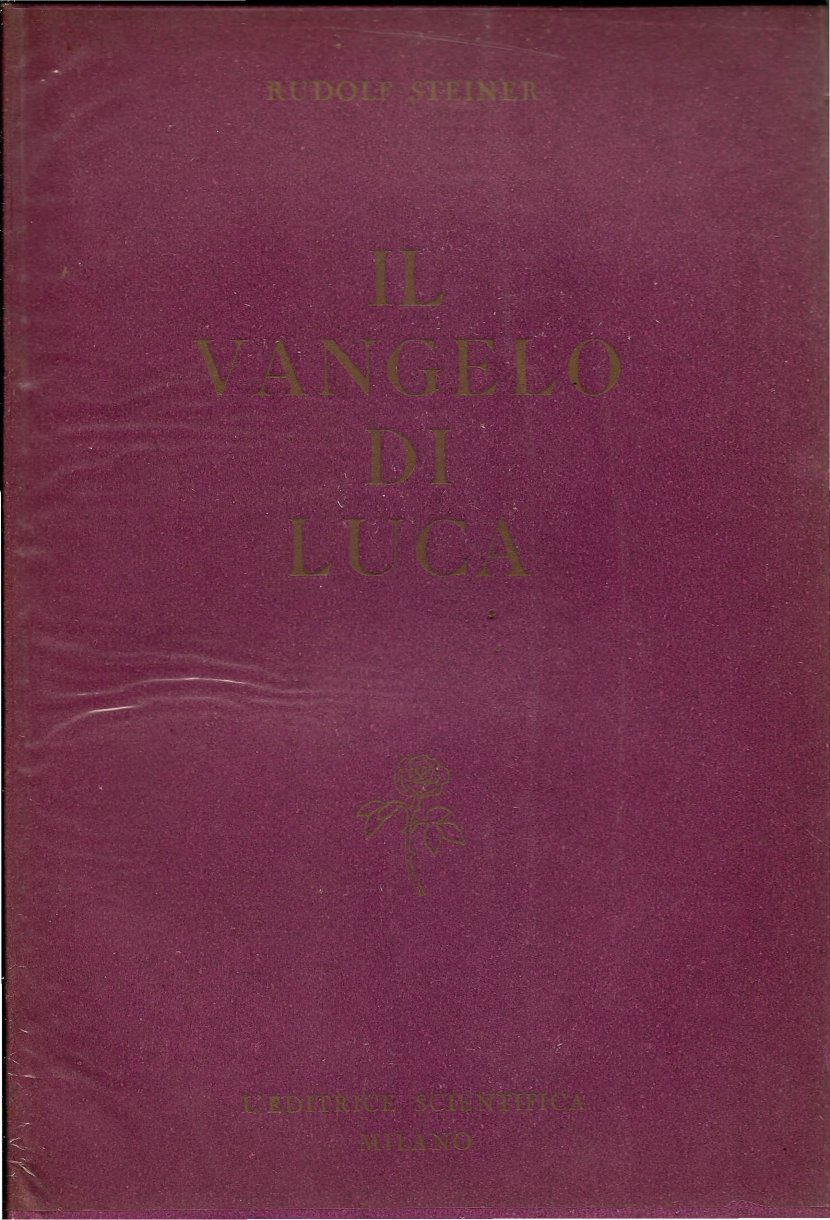 RUDOLF STEINER
IL
VANGELO
DI
LUCA
L'EDITRICE SCIENTIFICA
MILANO